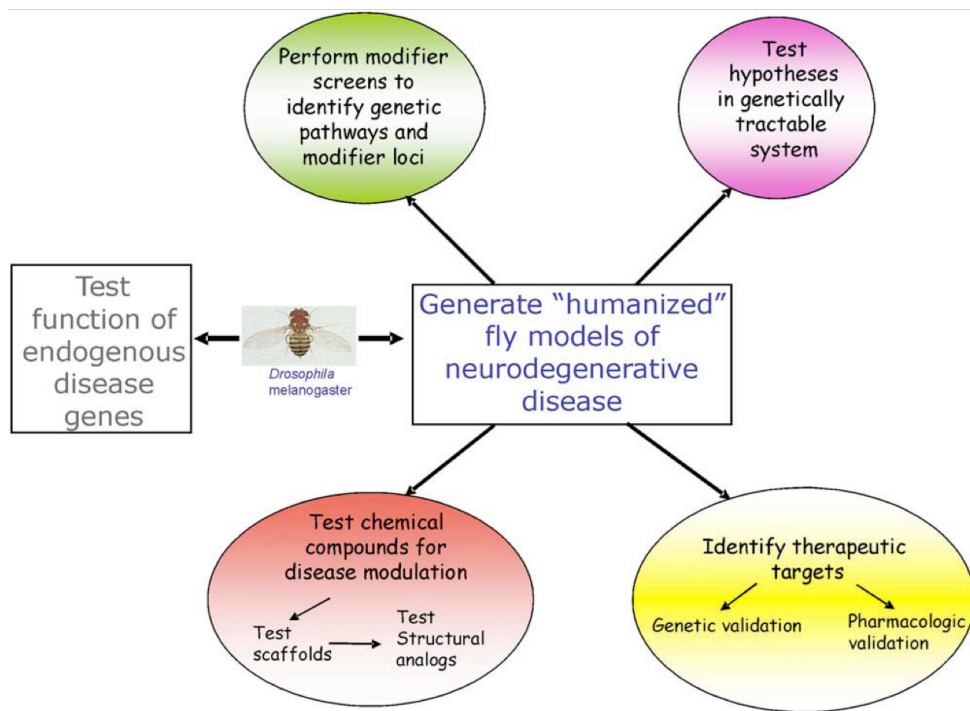 Perform modifier
screens to
identify genetic
pathways and
modifier loci
Test
hypotheses
in genetically
tractable
system
Test
function of
endogenous
disease
genes
Drosophila
melanogaster
Generate “humanized”
fly models of
neurodegenerative
disease
Test chemical
compounds for
disease modulation
Test
scaffolds
Test
Structural
analogs
Identify therapeutic
targets
Genetic validation
Pharmacologic
validation